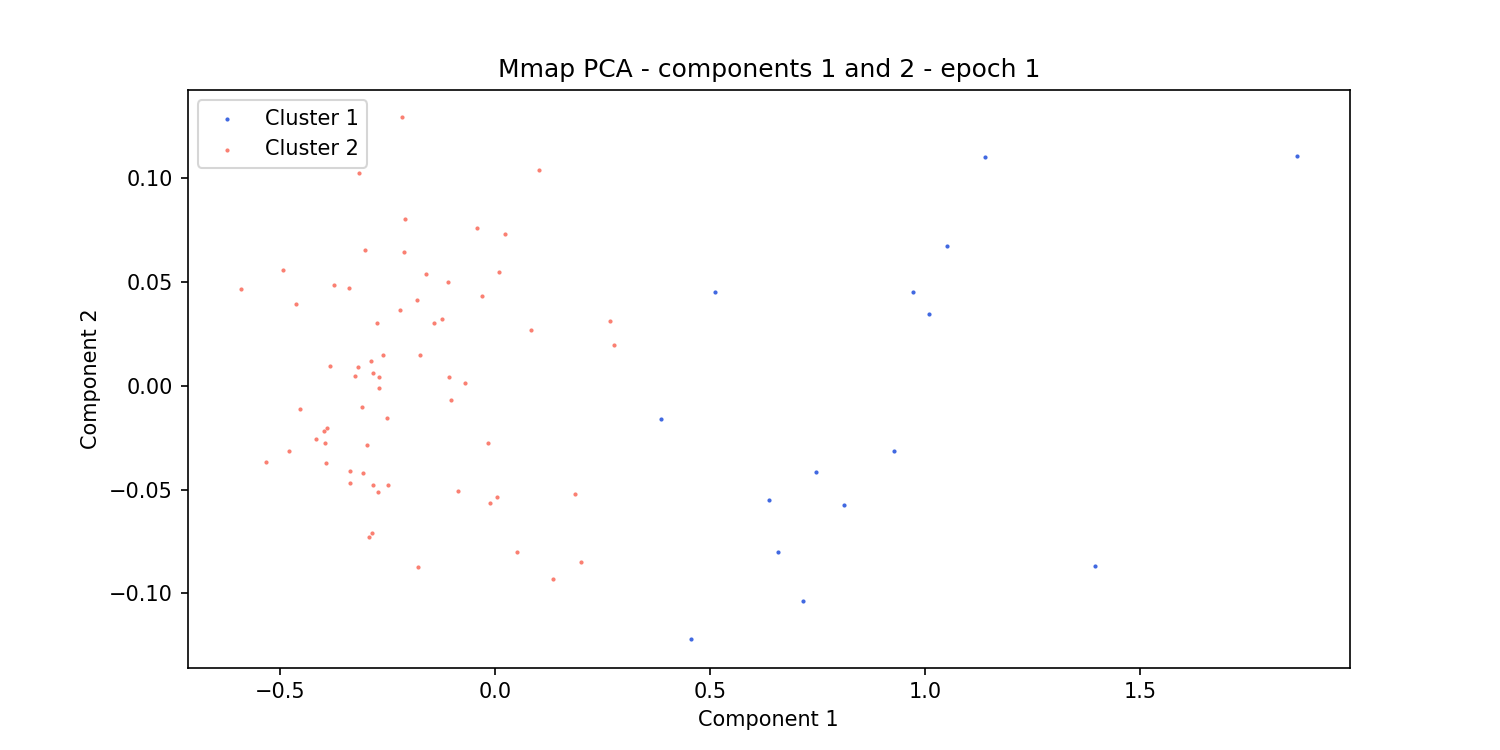 Mmap PCA - components 1 and 2 - epoch 1
Cluster 1
Cluster 2
0.10
0.05
0.00
−0.05
−0.10
Component 2
−0.5 0.0 0.5 1.0 1.5
Component 1